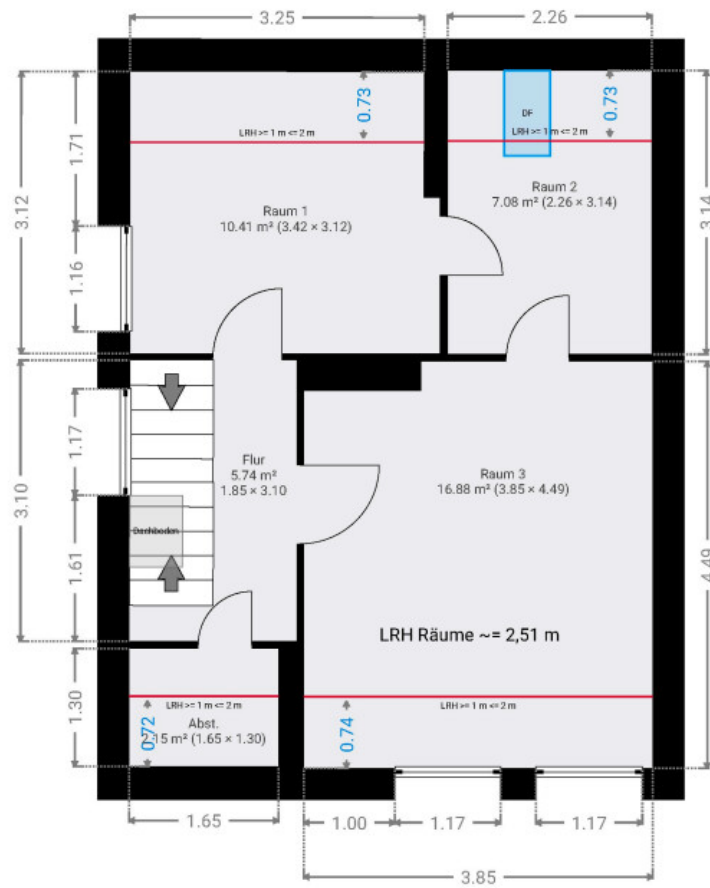 3.25
2.26
0.73
0.73
DF
LRH >= 1 m <= 2 m
LRH >= 1 m <= 2 m
1.71
3.12
3.14
Raum 1
10.41 m² (3.42 × 3.12)
Raum 2
7.08 m² (2.26 × 3.14)
1.16
1.17
3.10
Flur
5.74 m²
1.85 × 3.10
Raum 3
16.88 m² (3.85 × 4.49)
Dachboden
1.61
4.49
LRH Räume ~= 2,51 m
1.30
LRH >= 1 m <= 2 m
LRH >= 1 m <= 2 m
Abst.
2.15 m² (1.65 × 1.30)
0.72
0.74
1.65
1.00
1.17
1.17
3.85